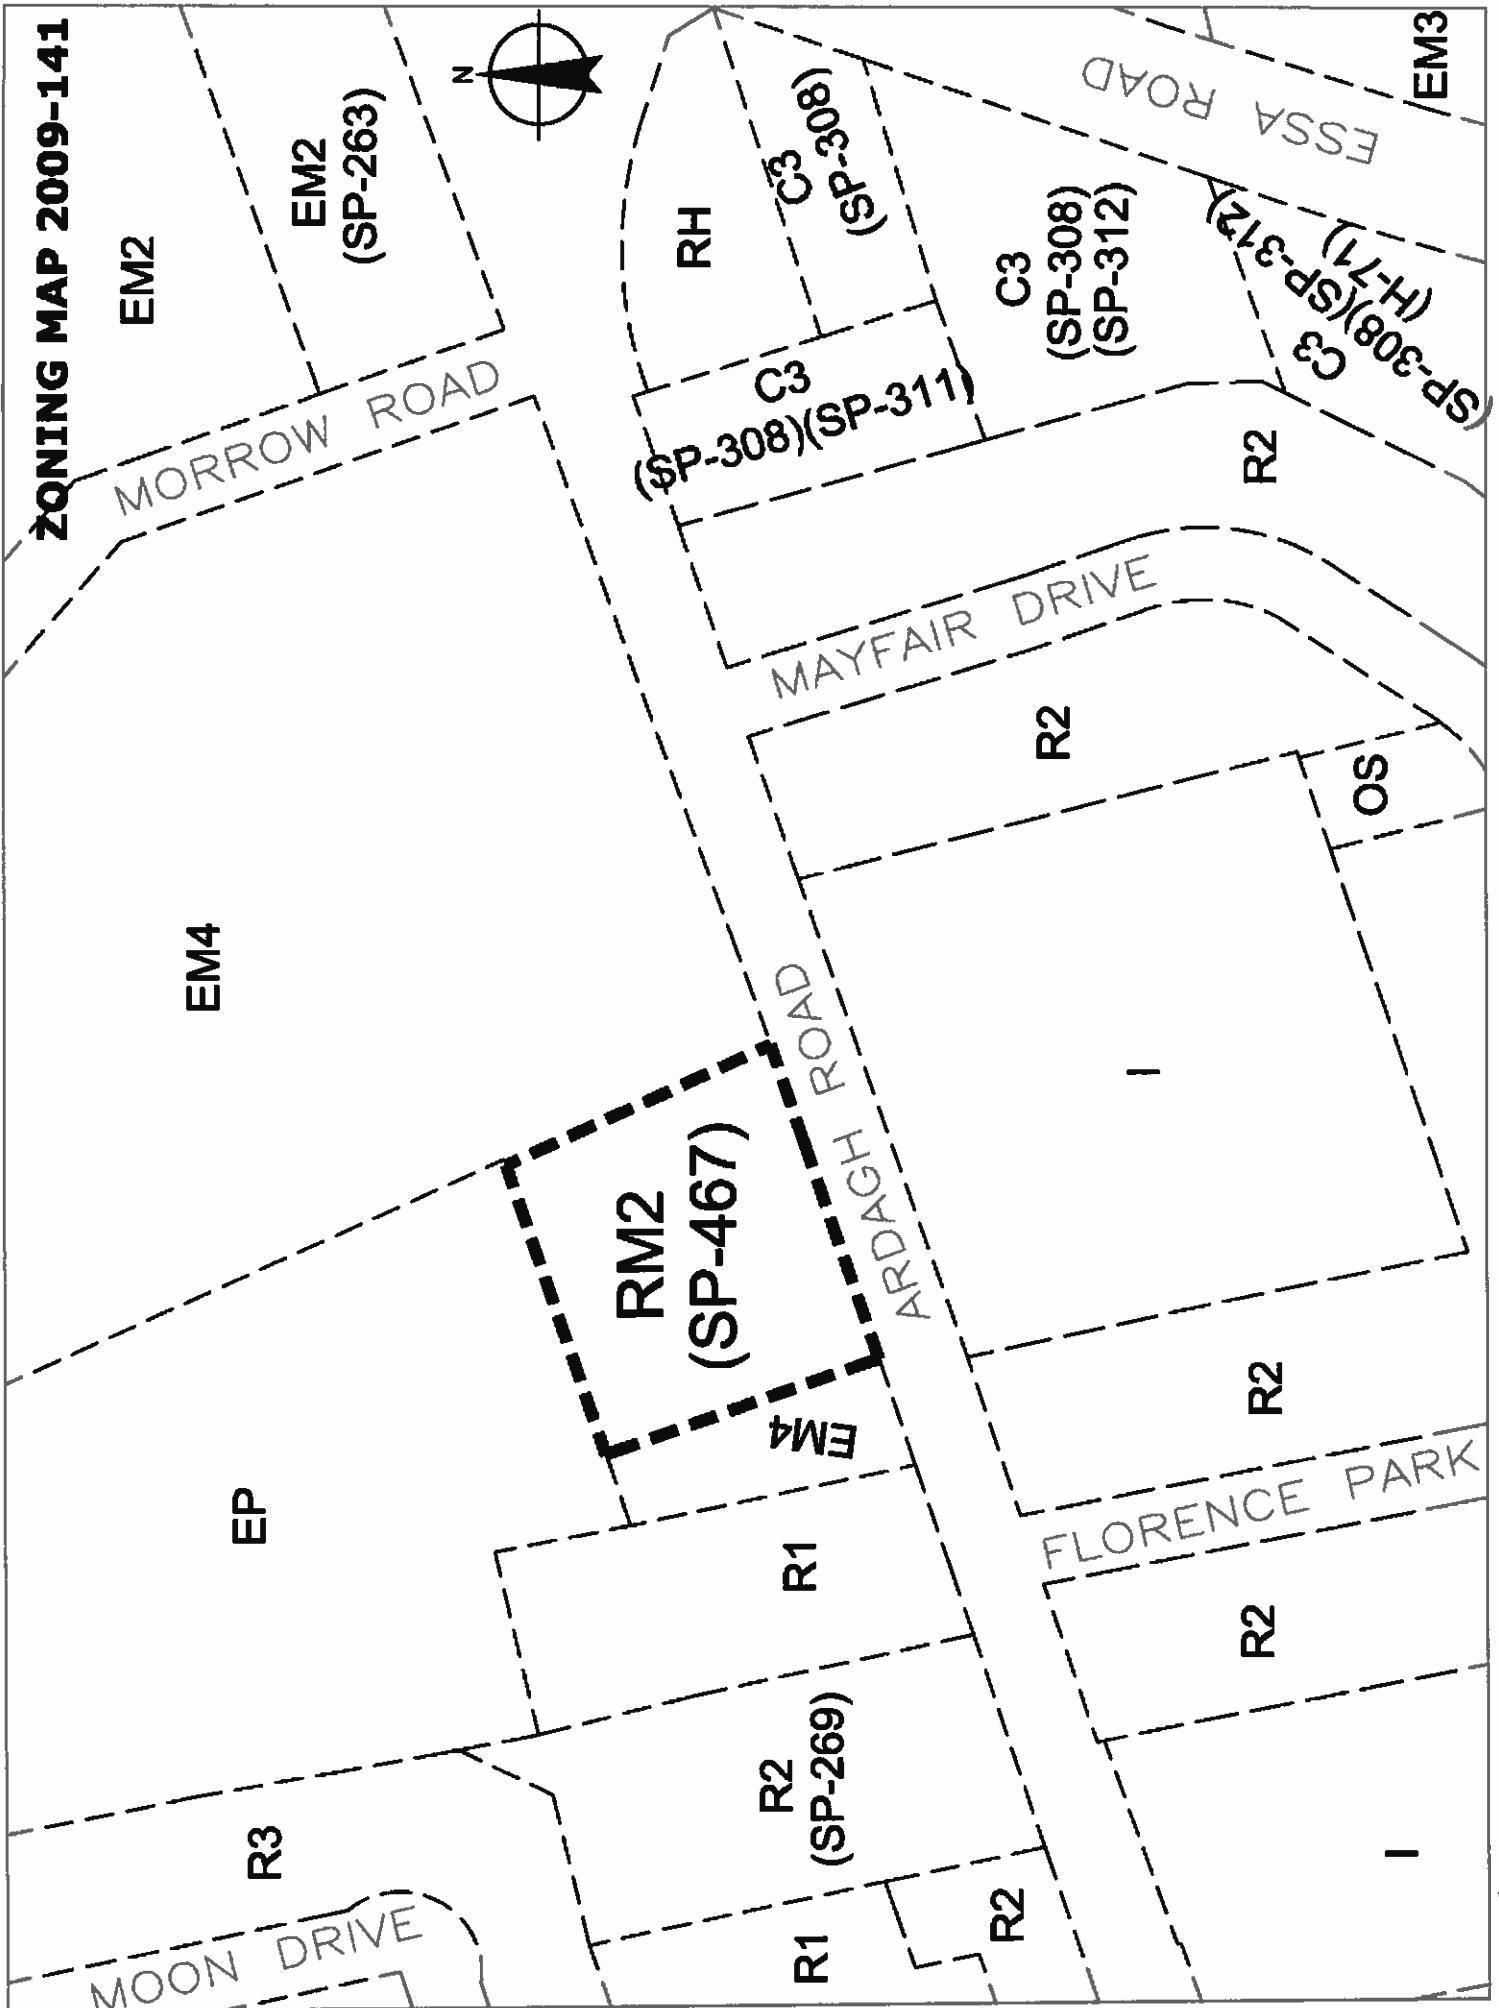 ZONING MAP 2009-141
EM2
EM2
(SP-263)
N
MORROW ROAD
RH
C3
(SP-308)
ESSA ROAD
EM3
C3
(SP-308)(SP-311)
C3
(SP-308)
(SP-312)
C3
(SP-308)(SP-312)
(H-71)
R2
MAYFAIR DRIVE
R2
OS
EM4
ARDAGH ROAD
RM2
(SP-467)
I
EM4
EP
R1
R2
FLORENCE PARK
R2
R2
(SP-269)
R3
MOON DRIVE
R1
R2
I